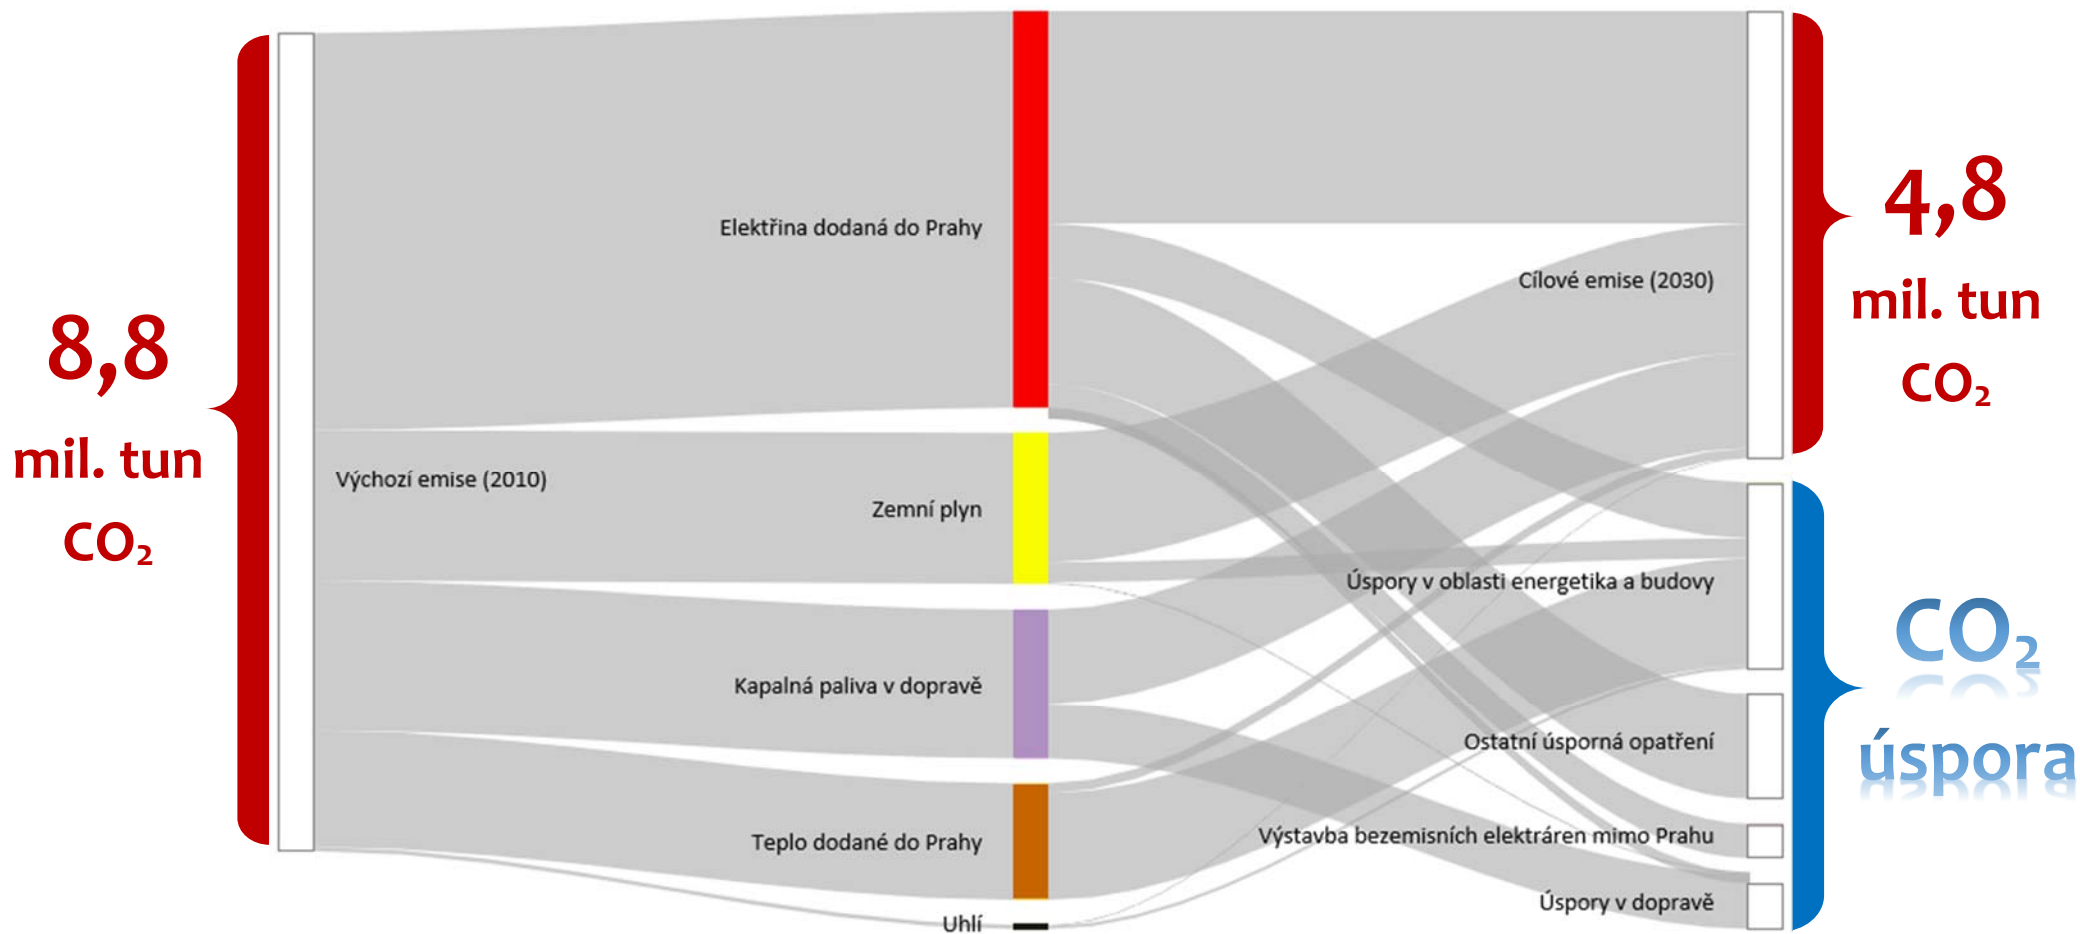 8,8
mil. tun
CO₂
Výchozí emise (2010)
Elektřina dodaná do Prahy
Zemní plyn
Kapalná paliva v dopravě
Teplo dodané do Prahy
Uhlí
Cílové emise (2030)
Úspory v oblasti energetika a budovy
Ostatní úsporná opatření
Výstavba bezemisních elektráren mimo Prahu
Úspory v dopravě
4,8
mil. tun
CO₂
CO₂
úspora